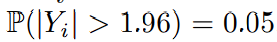 ℙ(|Y_i| > 1.96) = 0.05